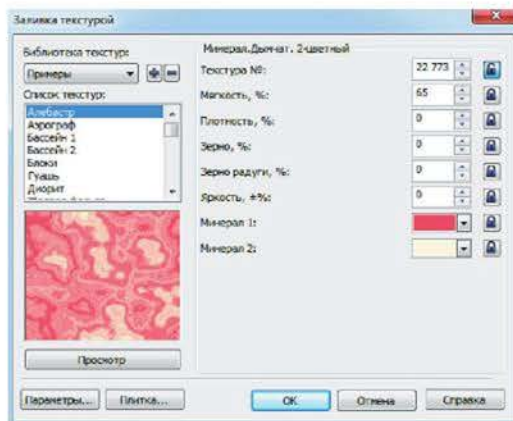 Заливка текстурой
Библиотека текстур:
Примеры
Список текстур:
Алебастр
Аэрограф
Бассейн 1
Бассейн 2
Блоки
Гуашь
Диорит
Просмотр
Минерал.Дымчат. 2-цветный
Текстура №: 22 773
Мягкость, %: 65
Плотность, %: 0
Зерно, %: 0
Зерно радуги, %: 0
Яркость, ±%: 0
Минерал 1:
Минерал 2:
Параметры... Плитка... ОК Отмена Справка